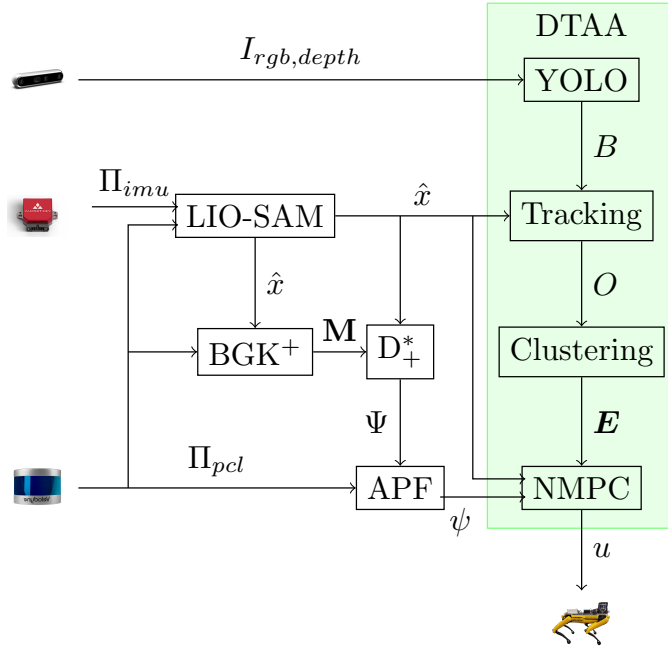 DTAA
I_{rgb,depth}
YOLO
B
Π_{imu}
LIO-SAM
x̂
Tracking
x̂
O
BGK⁺
M
D*₊
Clustering
Ψ
E
Π_{pcl}
APF
ψ
NMPC
u